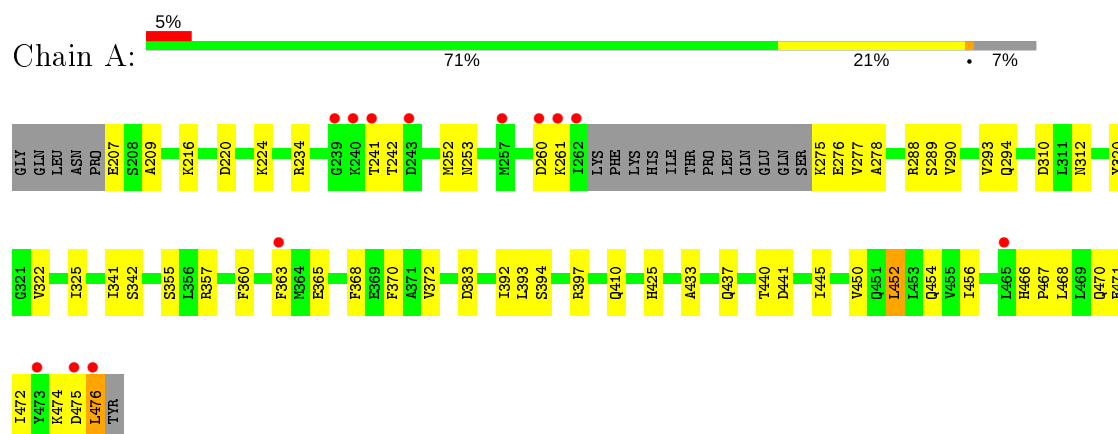 5%
Chain A:
71% 21% • 7%
GLY GLN LEU ASN PRO E207 S208 A209 K216 D220 K224 R234 G239 K240 T241 T242 D243 M252 N253 M257 D260 K261 I262 LYS PHE LYS HIS ILE THR PRO LEU GLN GLU GLN SER K275 E276 V277 A278 R288 S289 V290 V293 Q294 D310 L311 N312 Y320
G321 V322 I325 I341 S342 S355 L356 R357 F360 F363 M364 E365 F368 E369 F370 A371 V372 D383 I392 L393 S394 R397 Q410 H425 A433 Q437 T440 D441 I445 V450 Q451 L452 L453 Q454 V455 I456 L465 H466 P467 L468 L469 Q470
I472 Y473 K474 D475 L476 TYR